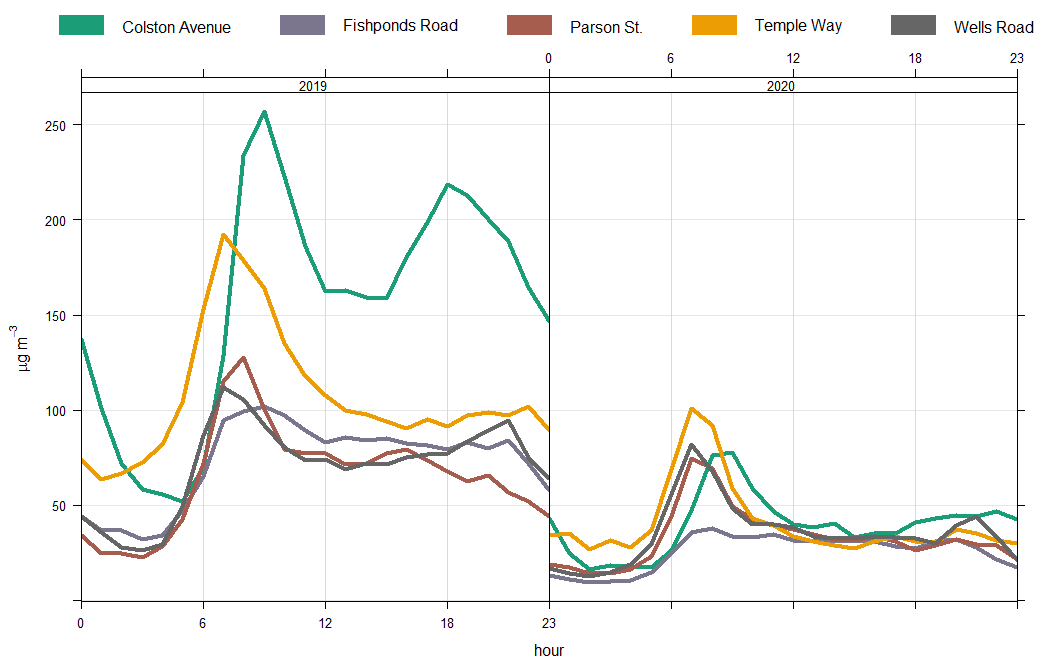 Colston Avenue Fishponds Road Parson St. Temple Way Wells Road
0 6 12 18 23
2019 2020
250
200
150
100
50
µg m⁻³
0 6 12 18 23
hour